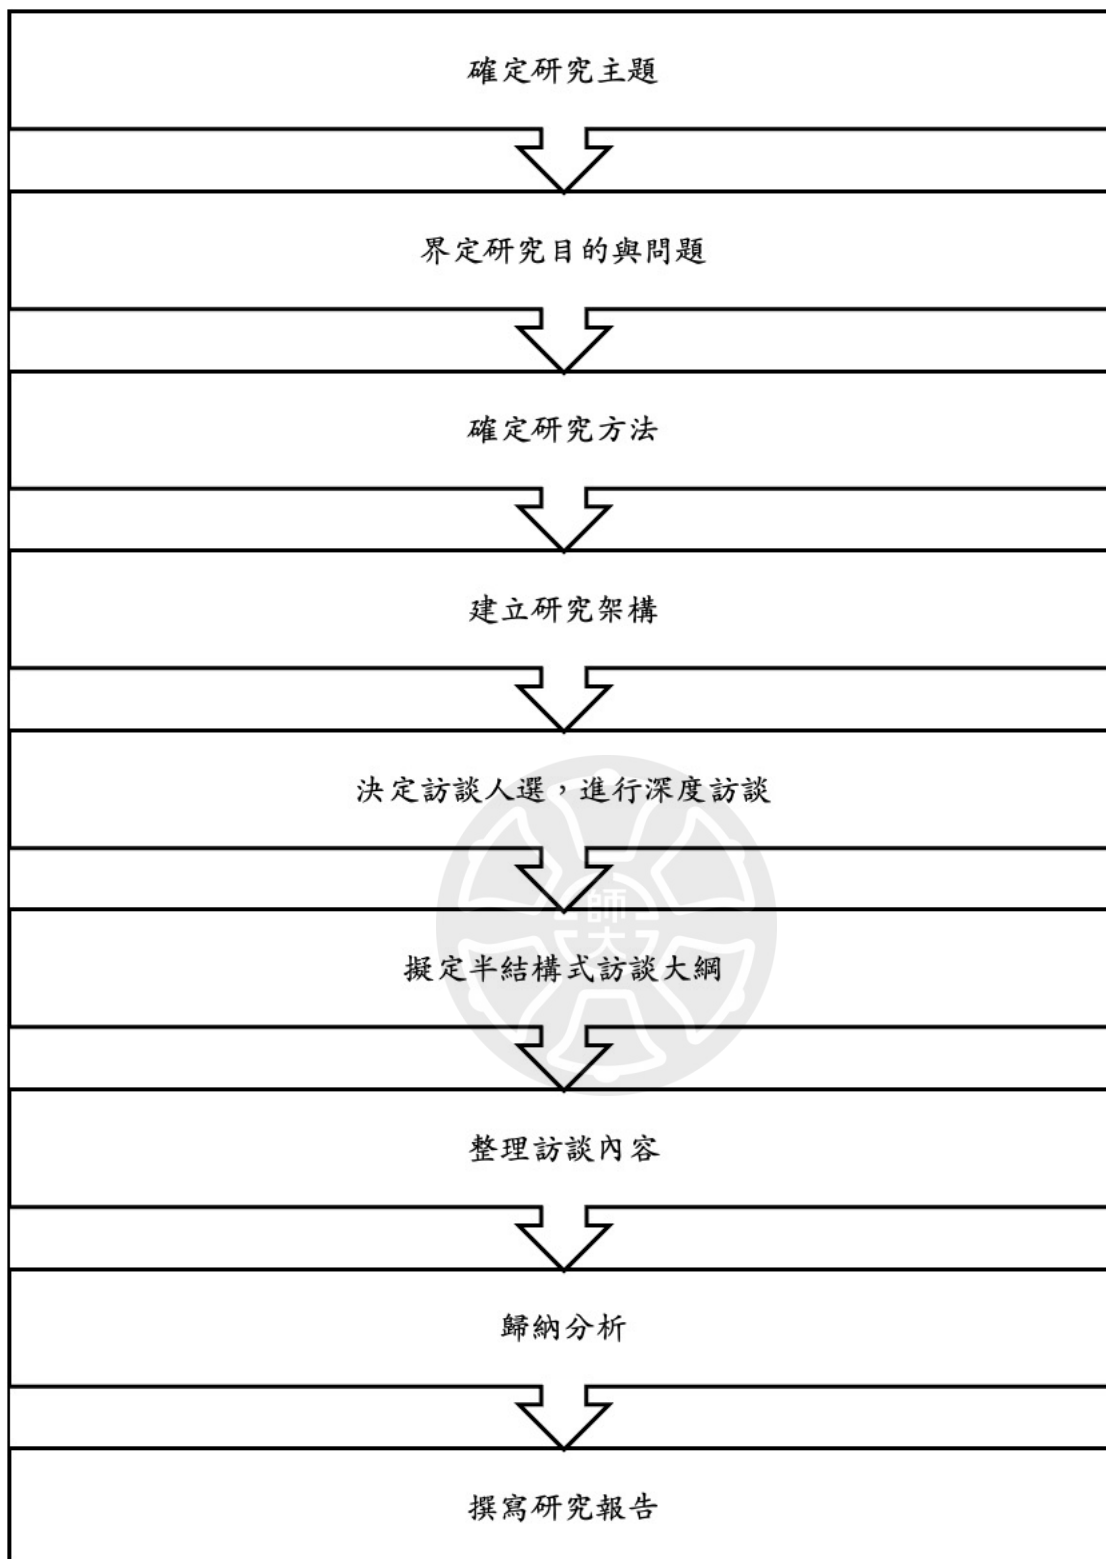 確定研究主題
界定研究目的與問題
確定研究方法
建立研究架構
決定訪談人選，進行深度訪談
師
大
擬定半結構式訪談大綱
整理訪談內容
歸納分析
撰寫研究報告